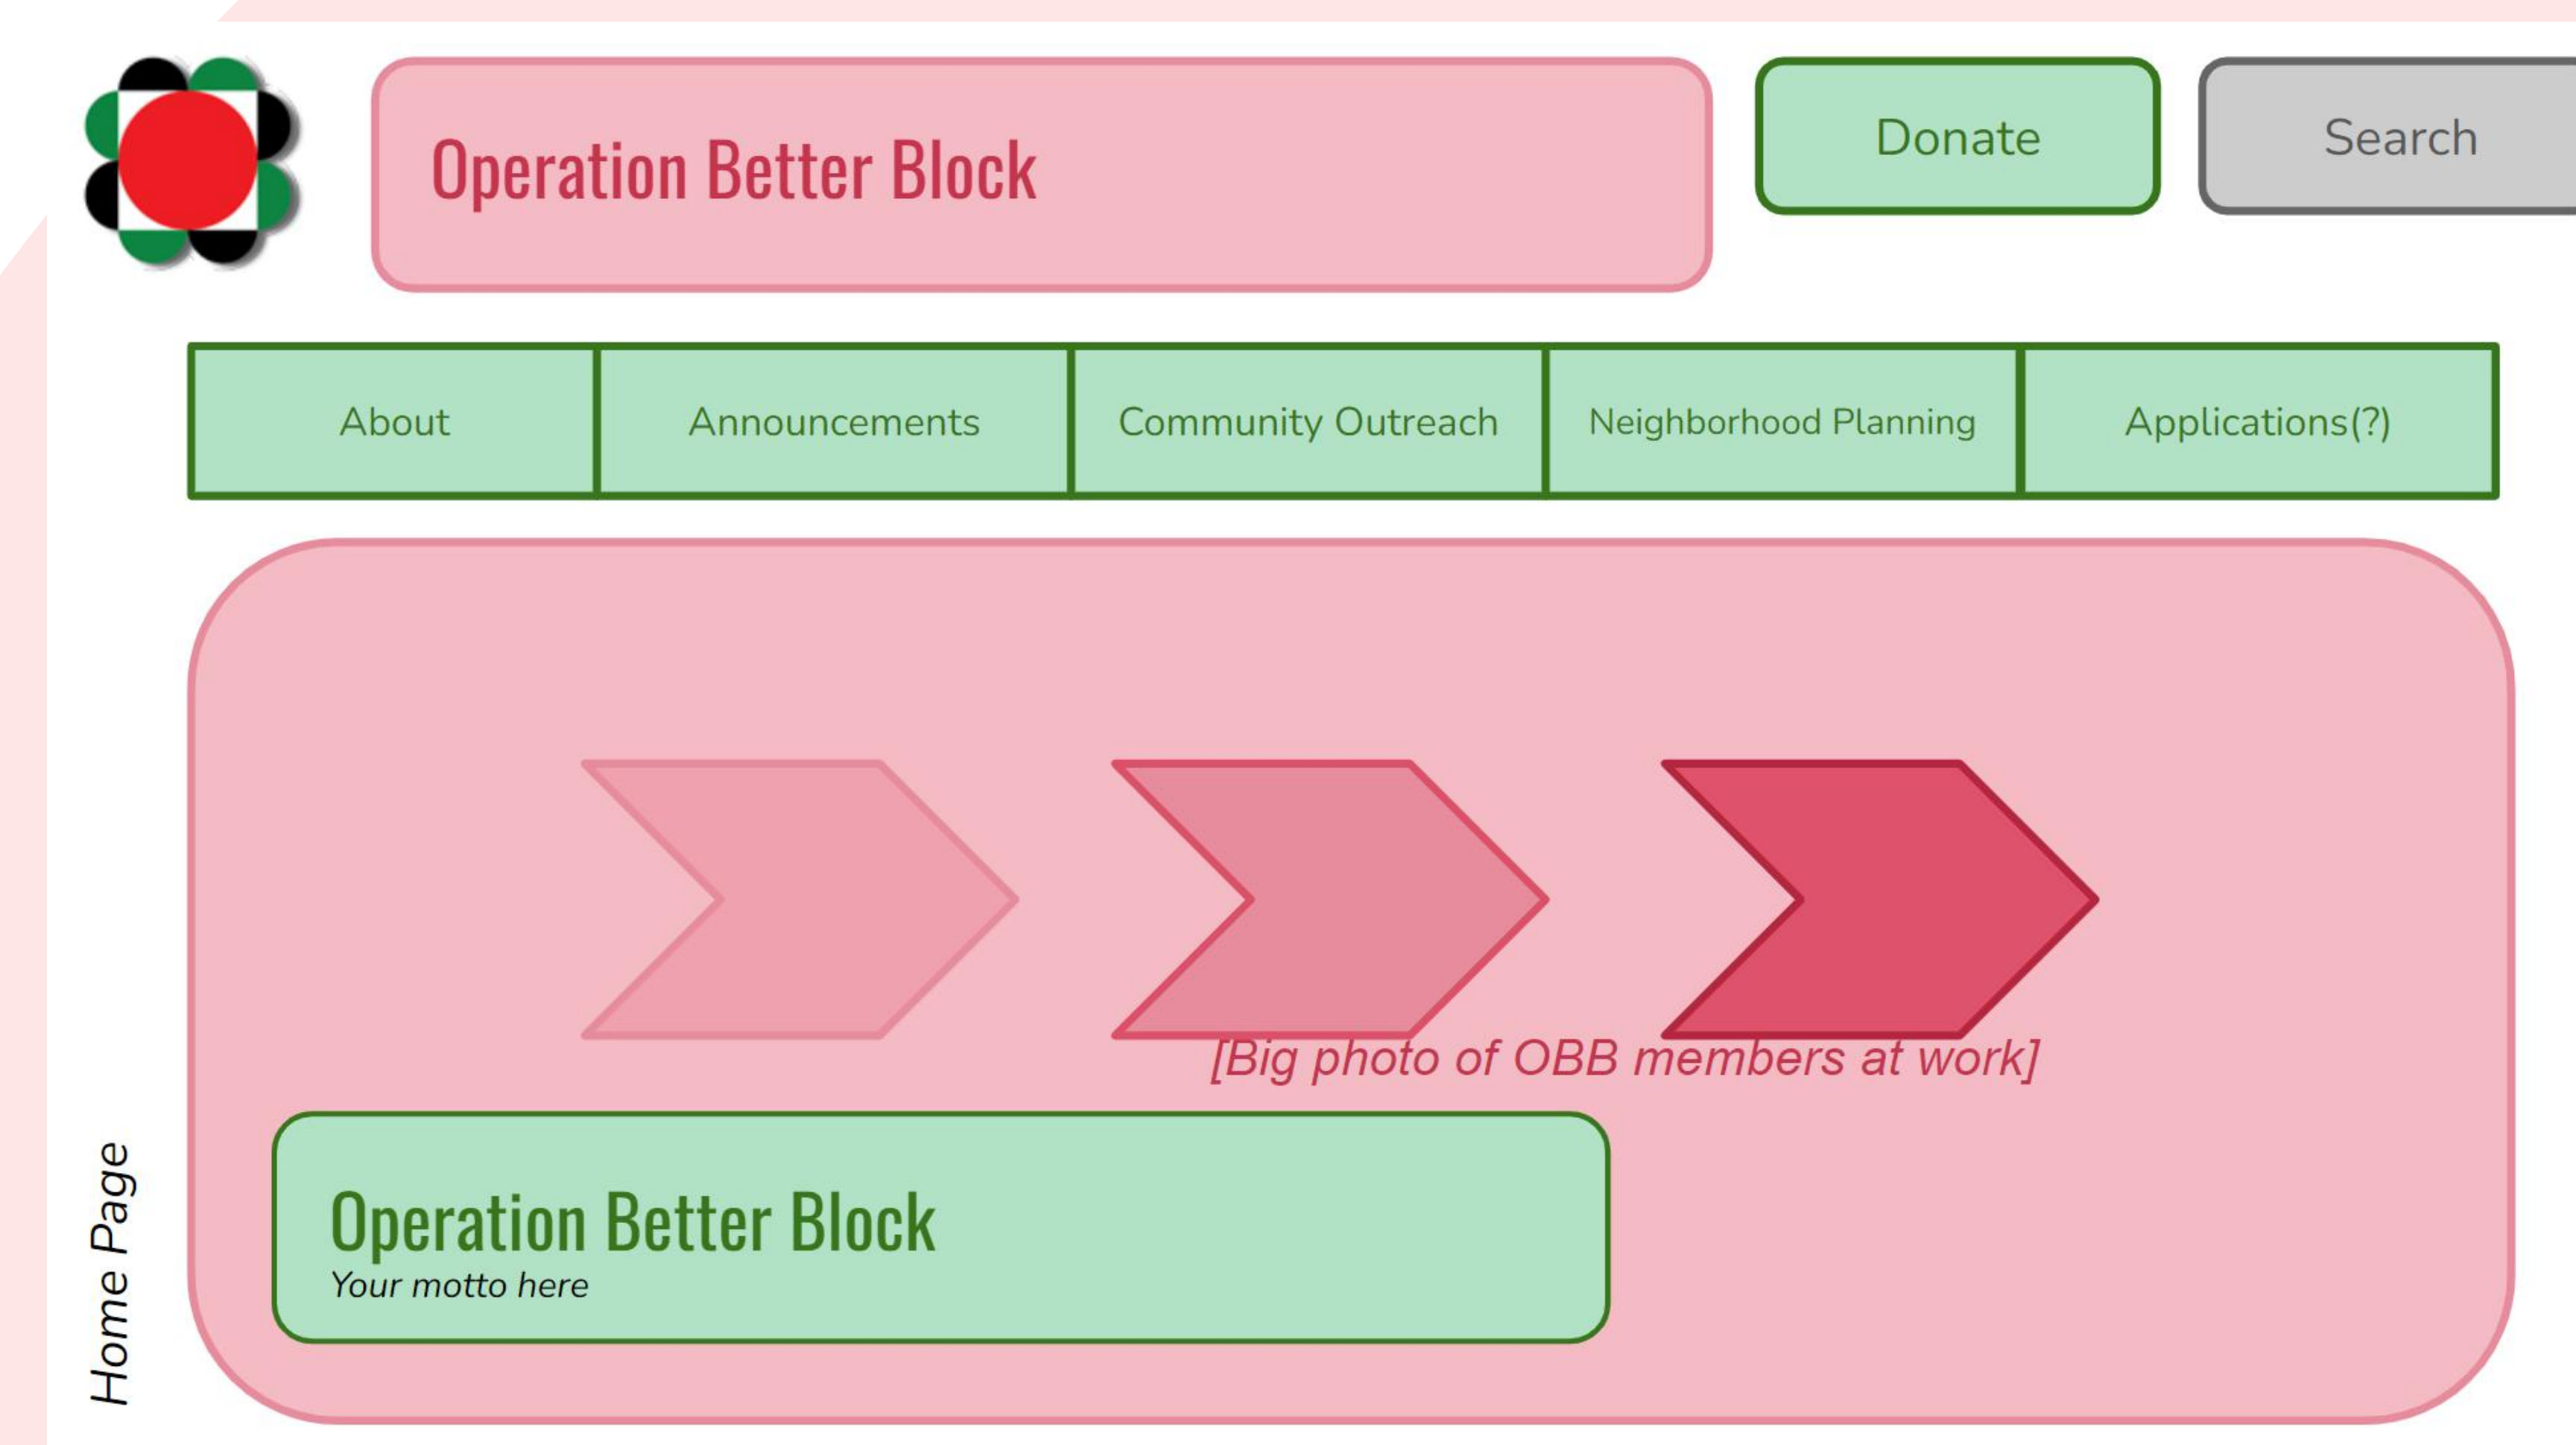 Operation Better Block
Donate
Search
About
Announcements
Community Outreach
Neighborhood Planning
Applications(?)
[Big photo of OBB members at work]
Operation Better Block
Your motto here
Home Page